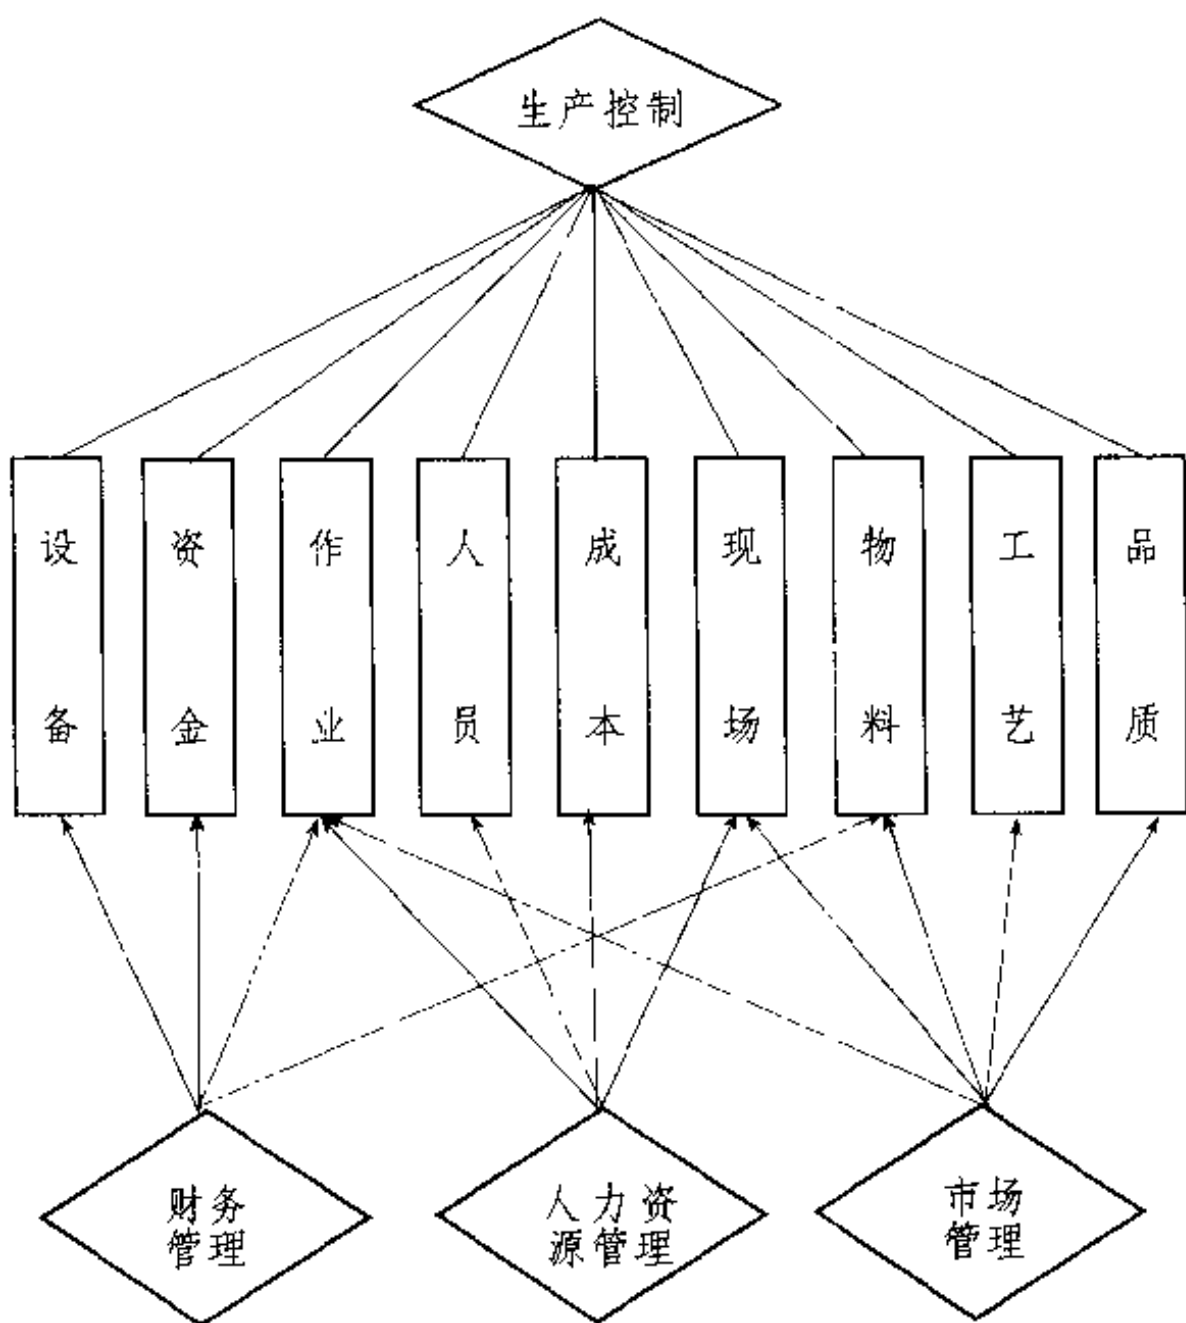 生产控制
设备
资金
作业
人员
成本
现场
物料
工艺
品质
财务
管理
人力资
源管理
市场
管理